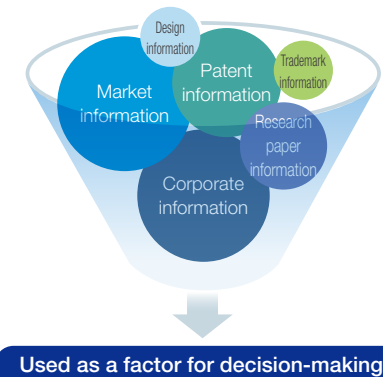 Design
information
Market
information
Patent
information
Trademark
information
Research
paper
information
Corporate
information
Used as a factor for decision-making